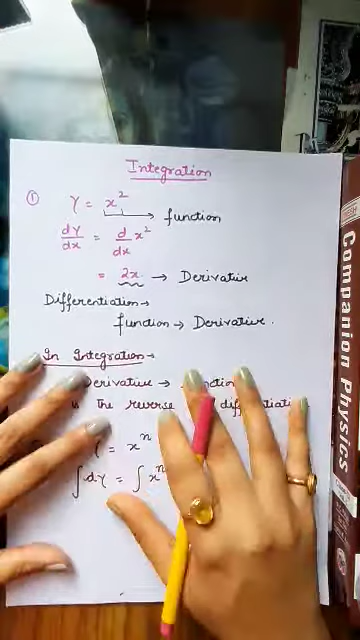 Integration
① Y = x² → function
dY/dx = d/dx x²
= 2x → Derivative
Differentiation →
function → Derivative.
In Integration →
Derivative →
is the reverse
= xⁿ
∫dY = ∫xⁿ
Companion Physics